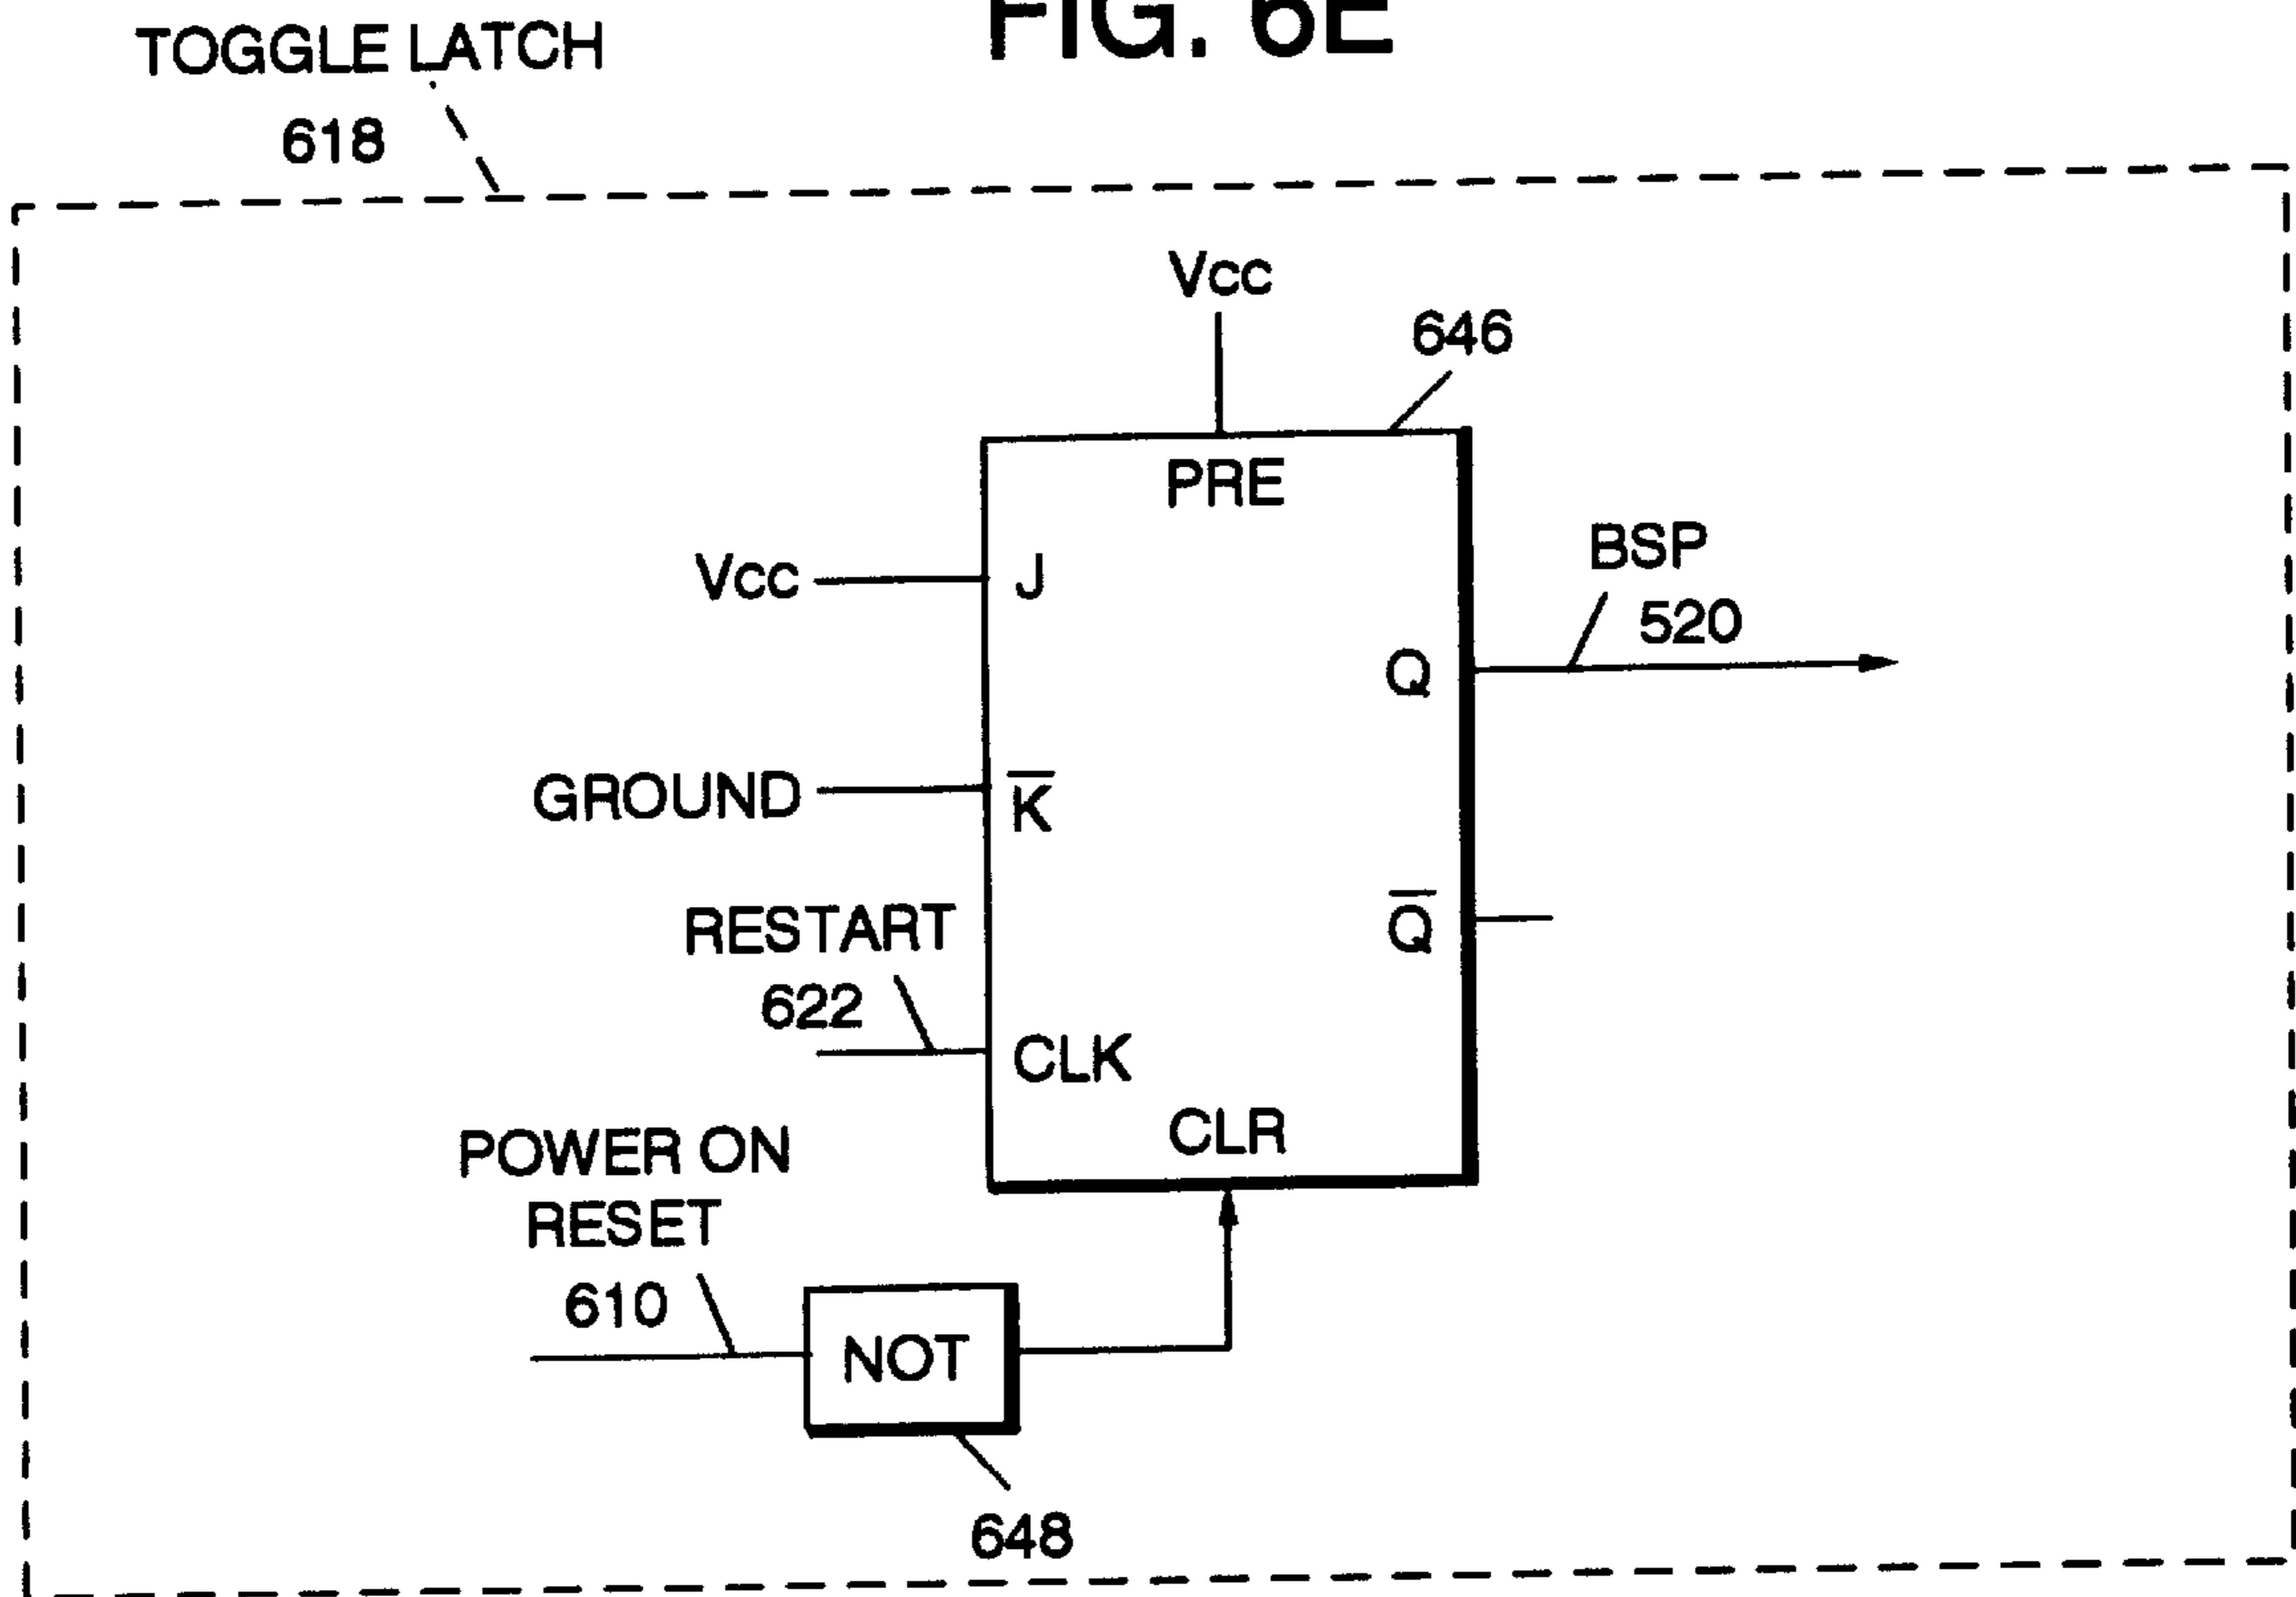 FIG. 6E
TOGGLE LATCH
618
Vcc
646
PRE
Vcc
J
BSP
520
Q
GROUND
K̅
RESTART
622
Q̅
CLK
CLR
POWER ON
RESET
610
NOT
648